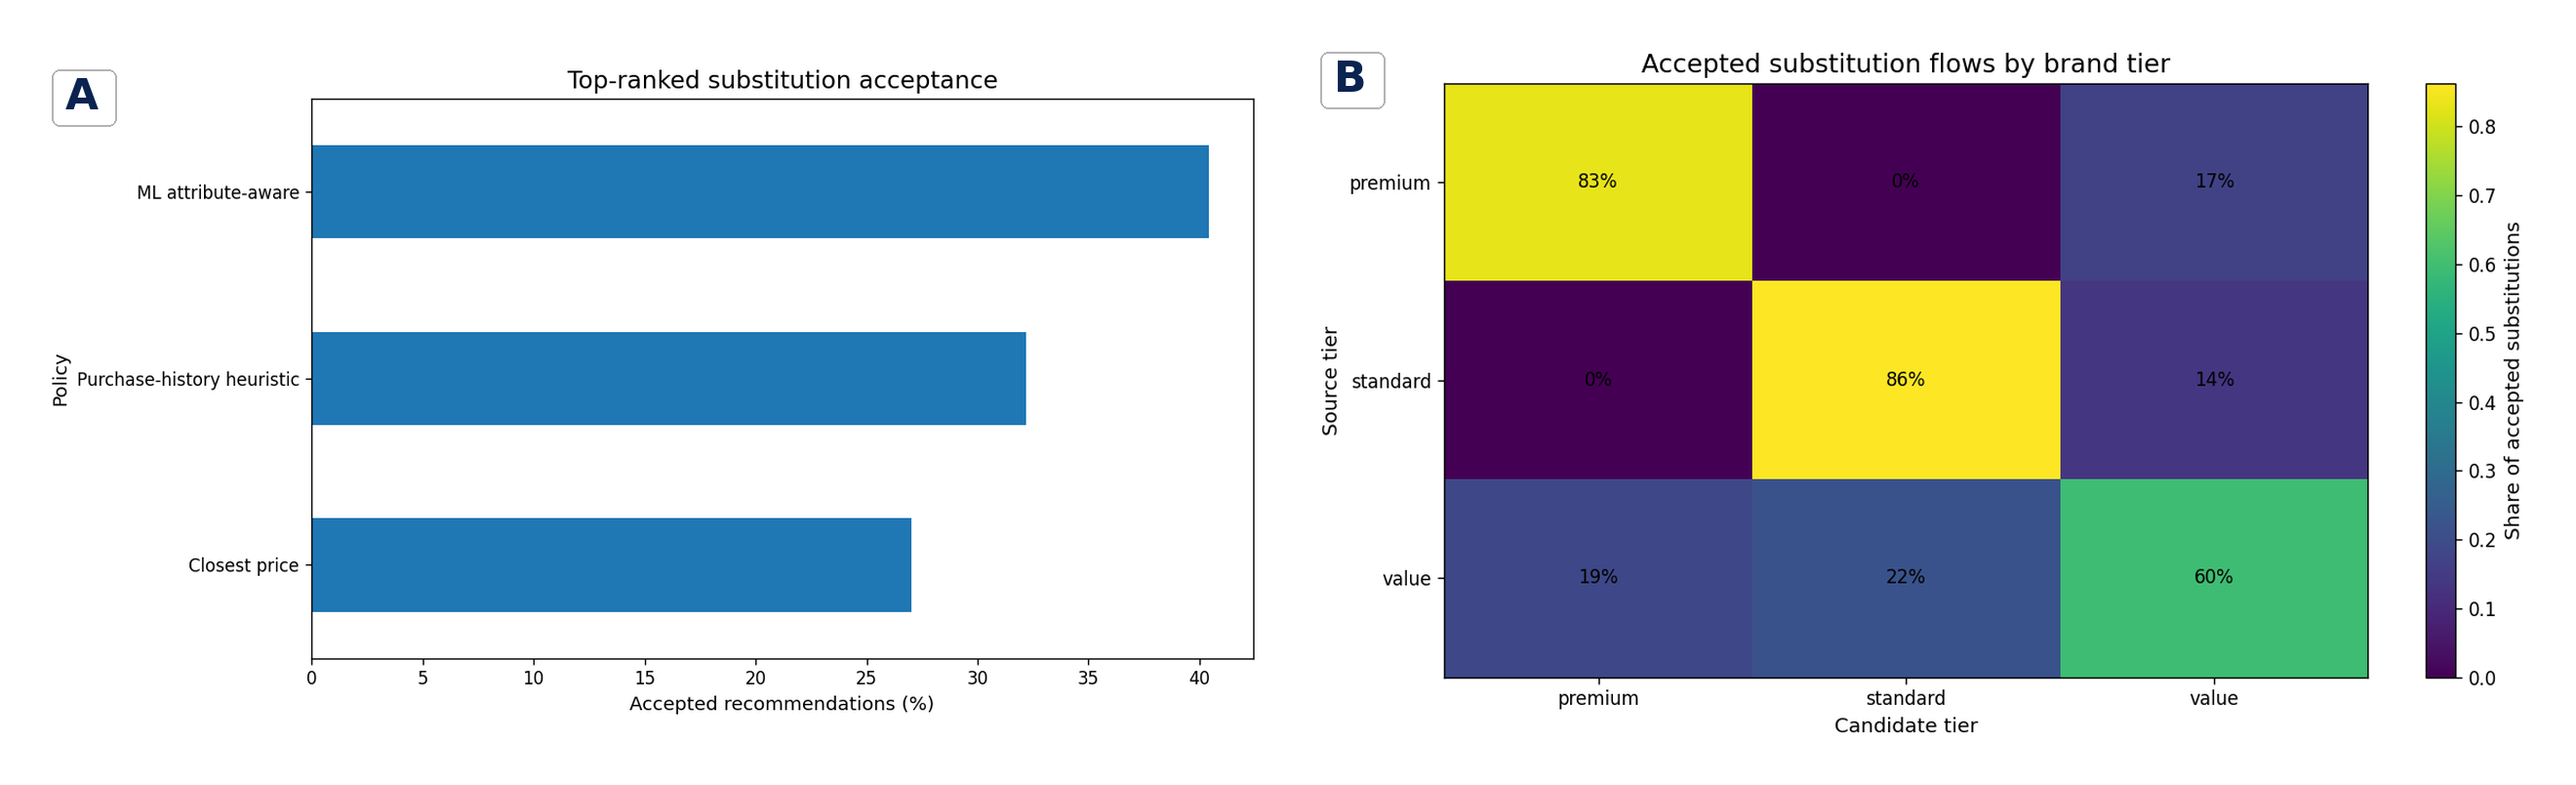 A
Top-ranked substitution acceptance
Policy
ML attribute-aware
Purchase-history heuristic
Closest price
0 5 10 15 20 25 30 35 40
Accepted recommendations (%)
B
Accepted substitution flows by brand tier
Source tier
premium 83% 0% 17%
standard 0% 86% 14%
value 19% 22% 60%
premium standard value
Candidate tier
0.8
0.7
0.6
0.5
0.4
0.3
0.2
0.1
0.0
Share of accepted substitutions